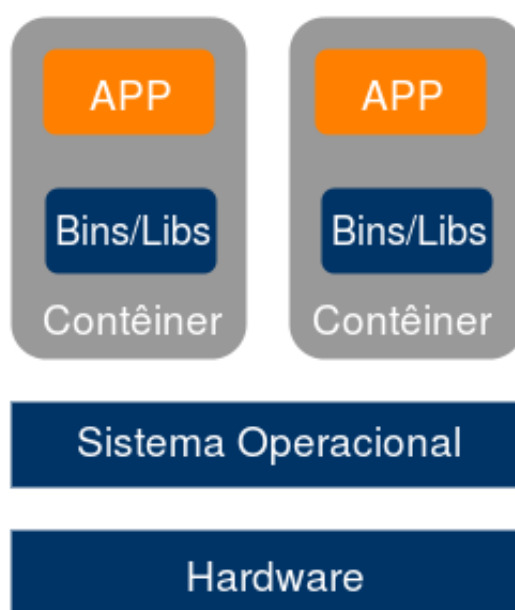 APP
Bins/Libs
Contêiner
APP
Bins/Libs
Contêiner
Sistema Operacional
Hardware